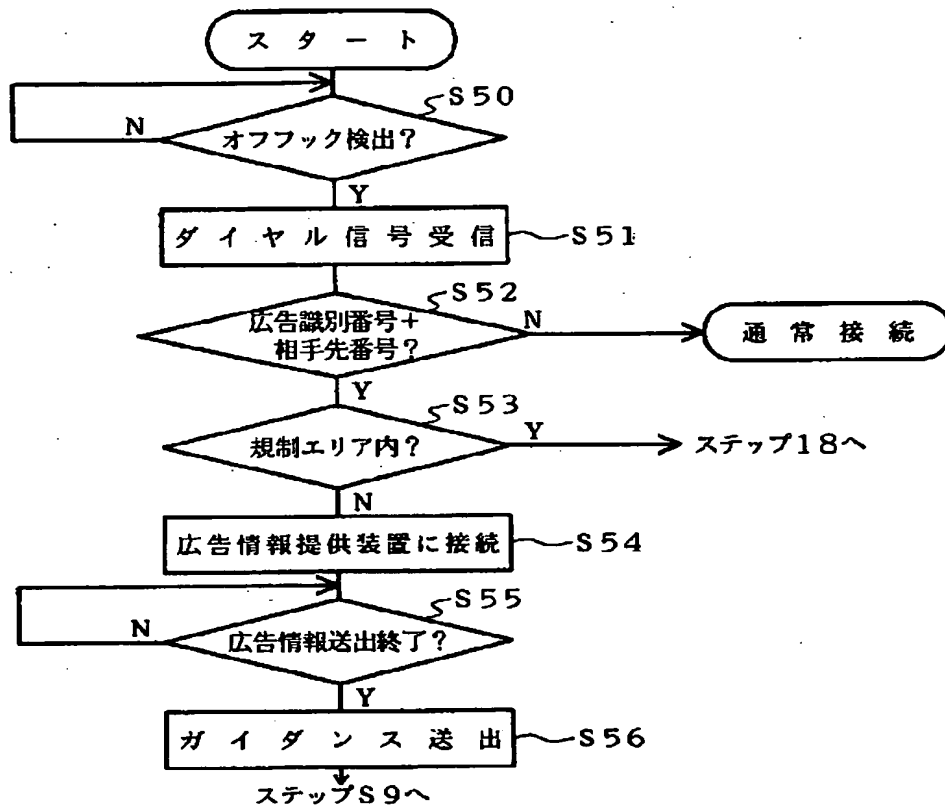 スタート
S50
N
オフフック検出？
Y
ダイヤル信号受信
S51
S52
広告識別番号＋
相手先番号？
N
通常接続
Y
S53
規制エリア内？
Y
ステップ18へ
N
広告情報提供装置に接続
S54
S55
N
広告情報送出終了？
Y
ガイダンス送出
S56
ステップS9へ